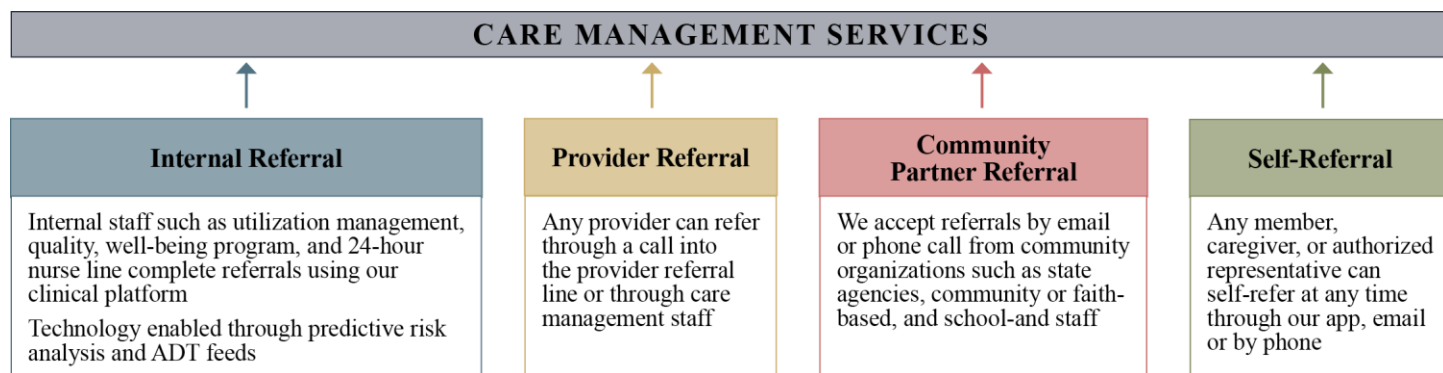 CARE MANAGEMENT SERVICES
Internal Referral
Internal staff such as utilization management,
quality, well-being program, and 24-hour
nurse line complete referrals using our
clinical platform
Technology enabled through predictive risk
analysis and ADT feeds
Provider Referral
Any provider can refer
through a call into
the provider referral
line or through care
management staff
Community
Partner Referral
We accept referrals by email
or phone call from community
organizations such as state
agencies, community or faith-
based, and school-and staff
Self-Referral
Any member,
caregiver, or authorized
representative can
self-refer at any time
through our app, email
or by phone